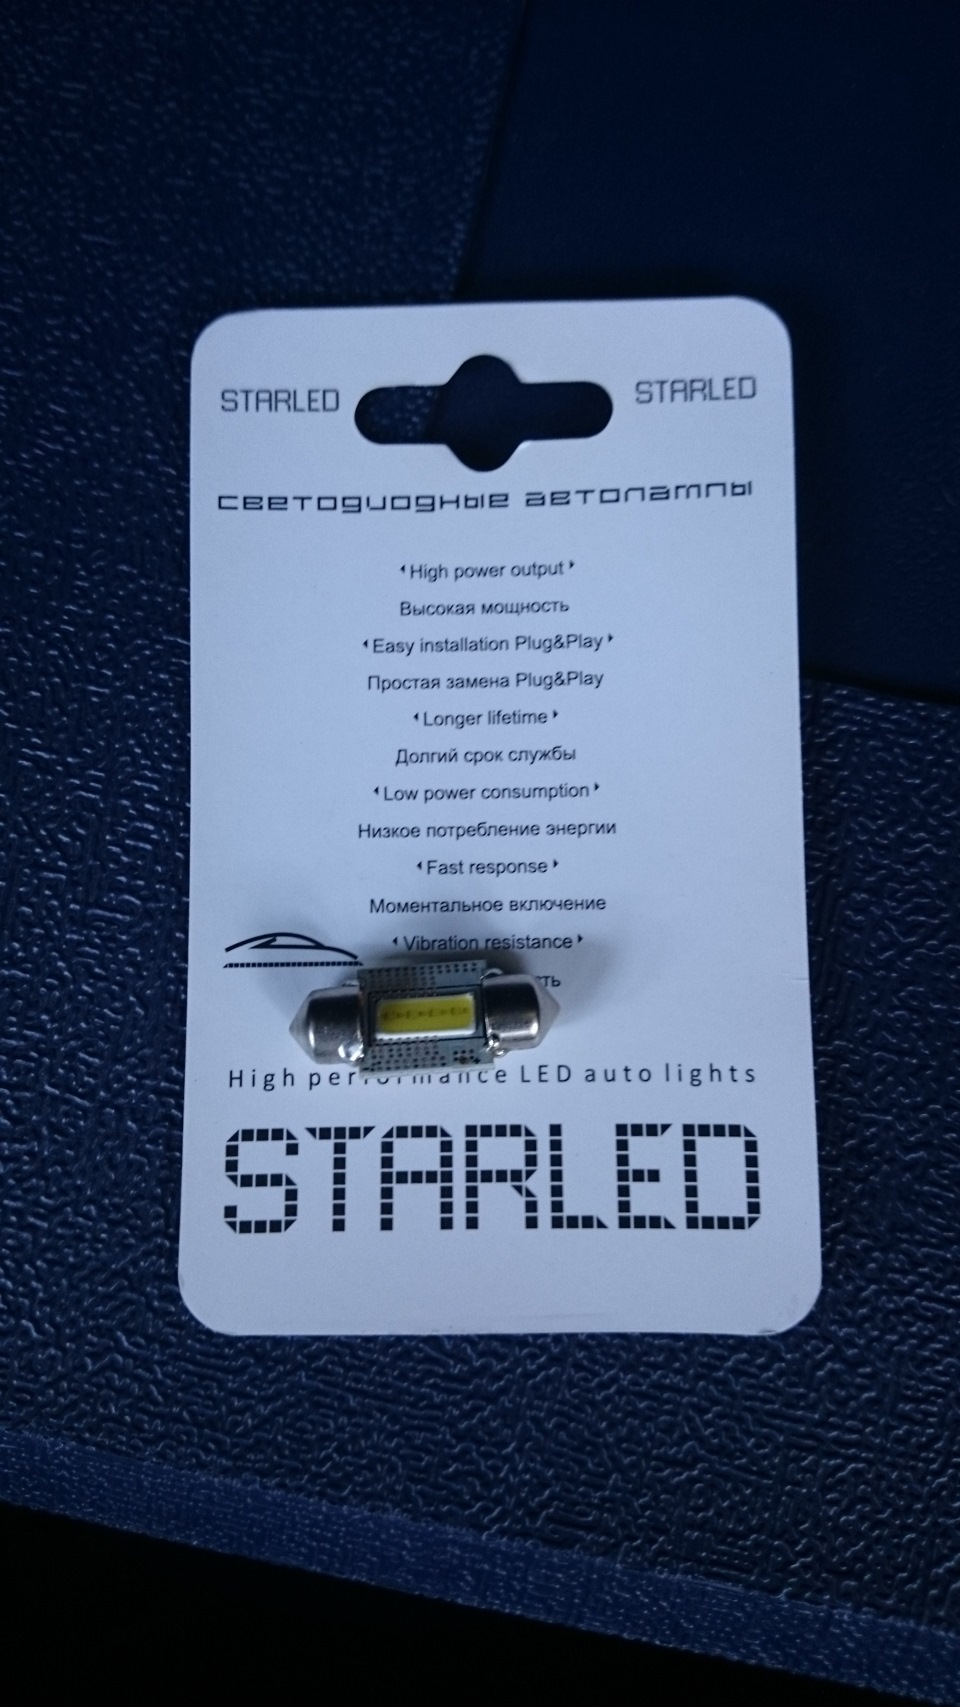 STARLED STARLED
светодиодные автолампы
High power output
Высокая мощность
Easy installation Plug&Play
Простая замена Plug&Play
Longer lifetime
Долгий срок службы
Low power consumption
Низкое потребление энергии
Fast response
Моментальное включение
Vibration resistance
High performance LED auto lights
STARLED